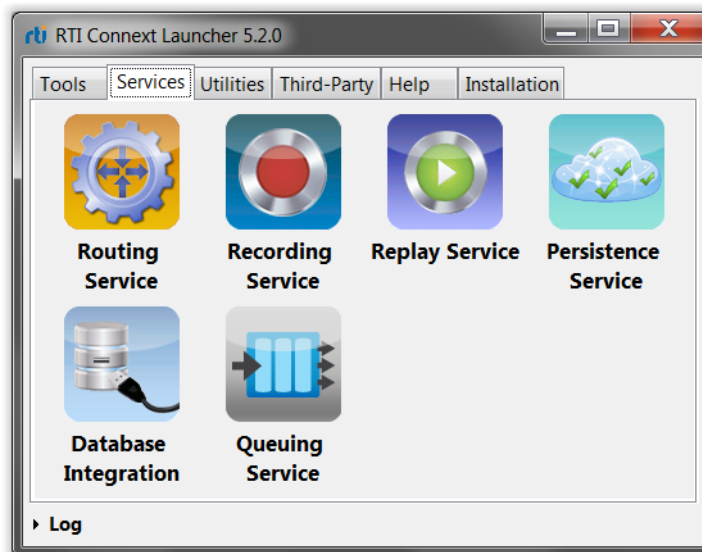 rti RTI Connext Launcher 5.2.0
Tools Services Utilities Third-Party Help Installation
Routing Service
Recording Service
Replay Service
Persistence Service
Database Integration
Queuing Service
Log